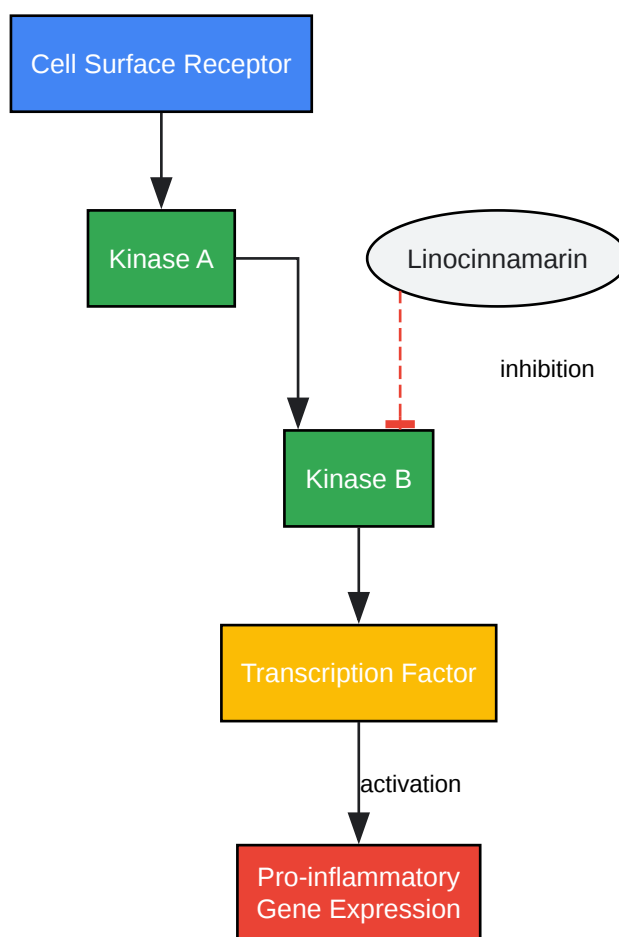 Cell Surface Receptor
Kinase A
Linocinnamarin
inhibition
Kinase B
Transcription Factor
activation
Pro-inflammatory
Gene Expression